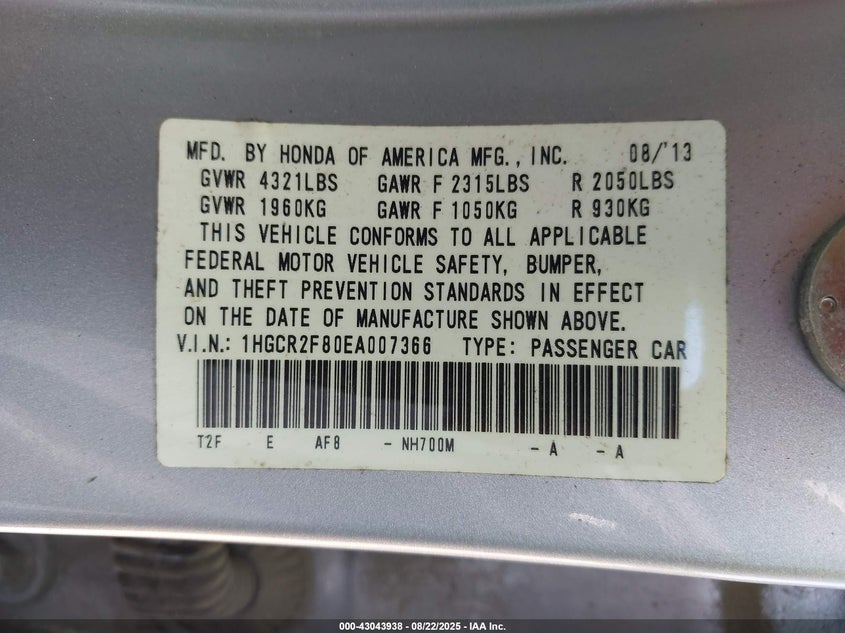 MFD. BY HONDA OF AMERICA MFG., INC. 08/'13
GVWR 4321LBS GAWR F 2315LBS R 2050LBS
GVWR 1960KG GAWR F 1050KG R 930KG
THIS VEHICLE CONFORMS TO ALL APPLICABLE
FEDERAL MOTOR VEHICLE SAFETY, BUMPER,
AND THEFT PREVENTION STANDARDS IN EFFECT
ON THE DATE OF MANUFACTURE SHOWN ABOVE.
V.I.N.: 1HGCR2F80EA007366 TYPE: PASSENGER CAR
T2F E AF8 - NH700M - A - A
000-43043938 - 08/22/2025 - IAA Inc.